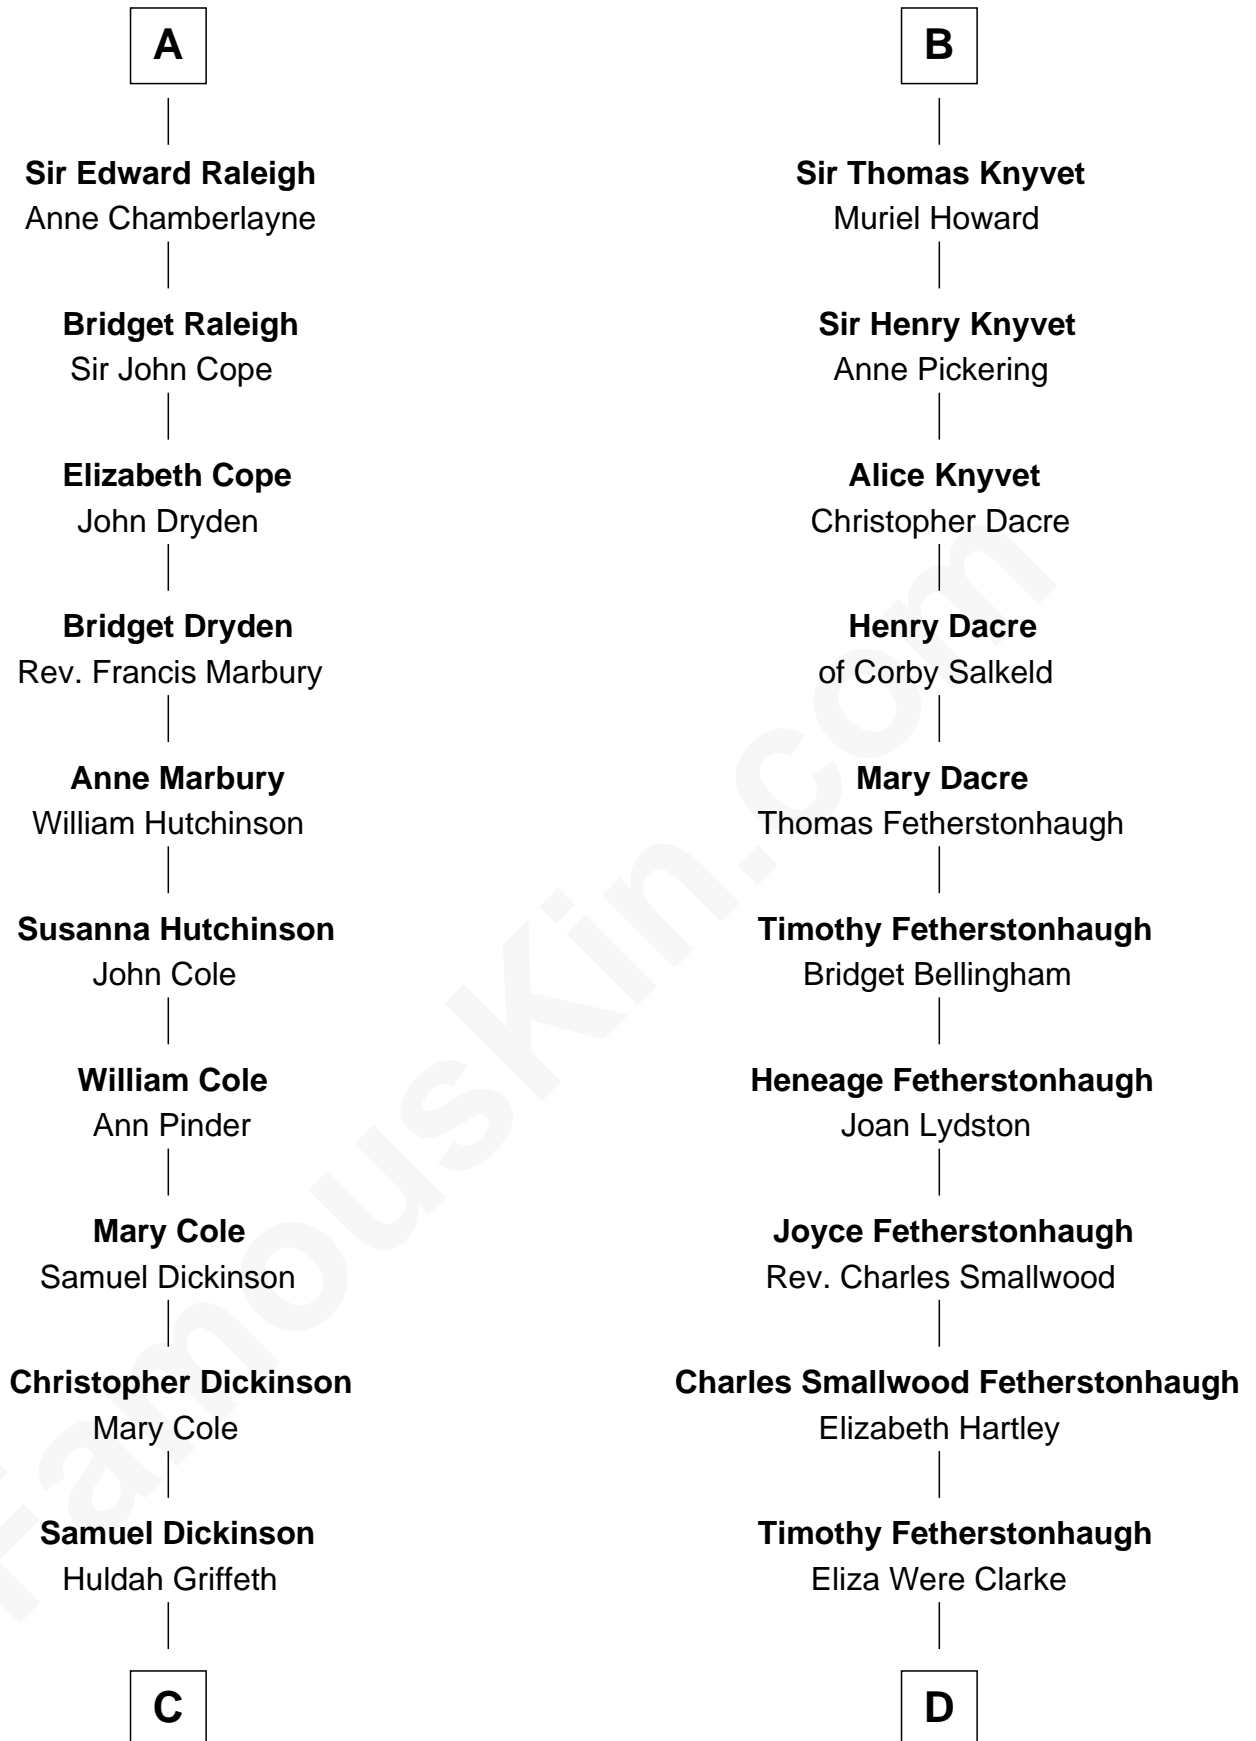 A
Sir Edward Raleigh
Anne Chamberlayne
Bridget Raleigh
Sir John Cope
Elizabeth Cope
John Dryden
Bridget Dryden
Rev. Francis Marbury
Anne Marbury
William Hutchinson
Susanna Hutchinson
John Cole
William Cole
Ann Pinder
Mary Cole
Samuel Dickinson
Christopher Dickinson
Mary Cole
Samuel Dickinson
Huldah Griffeth
C
B
Sir Thomas Knyvet
Muriel Howard
Sir Henry Knyvet
Anne Pickering
Alice Knyvet
Christopher Dacre
Henry Dacre
of Corby Salkeld
Mary Dacre
Thomas Fetherstonhaugh
Timothy Fetherstonhaugh
Bridget Bellingham
Heneage Fetherstonhaugh
Joan Lydston
Joyce Fetherstonhaugh
Rev. Charles Smallwood
Charles Smallwood Fetherstonhaugh
Elizabeth Hartley
Timothy Fetherstonhaugh
Eliza Were Clarke
D
FamousKin.com